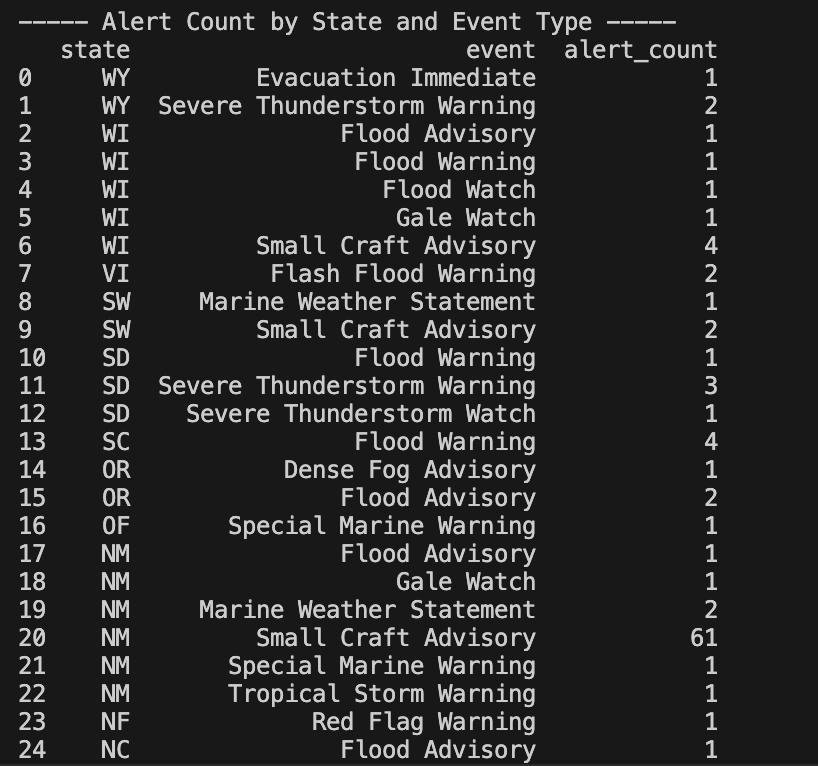 ----- Alert Count by State and Event Type -----
state event alert_count
0 WY Evacuation Immediate 1
1 WY Severe Thunderstorm Warning 2
2 WI Flood Advisory 1
3 WI Flood Warning 1
4 WI Flood Watch 1
5 WI Gale Watch 1
6 WI Small Craft Advisory 4
7 VI Flash Flood Warning 2
8 SW Marine Weather Statement 1
9 SW Small Craft Advisory 2
10 SD Flood Warning 1
11 SD Severe Thunderstorm Warning 3
12 SD Severe Thunderstorm Watch 1
13 SC Flood Warning 4
14 OR Dense Fog Advisory 1
15 OR Flood Advisory 2
16 OF Special Marine Warning 1
17 NM Flood Advisory 1
18 NM Gale Watch 1
19 NM Marine Weather Statement 2
20 NM Small Craft Advisory 61
21 NM Special Marine Warning 1
22 NM Tropical Storm Warning 1
23 NF Red Flag Warning 1
24 NC Flood Advisory 1